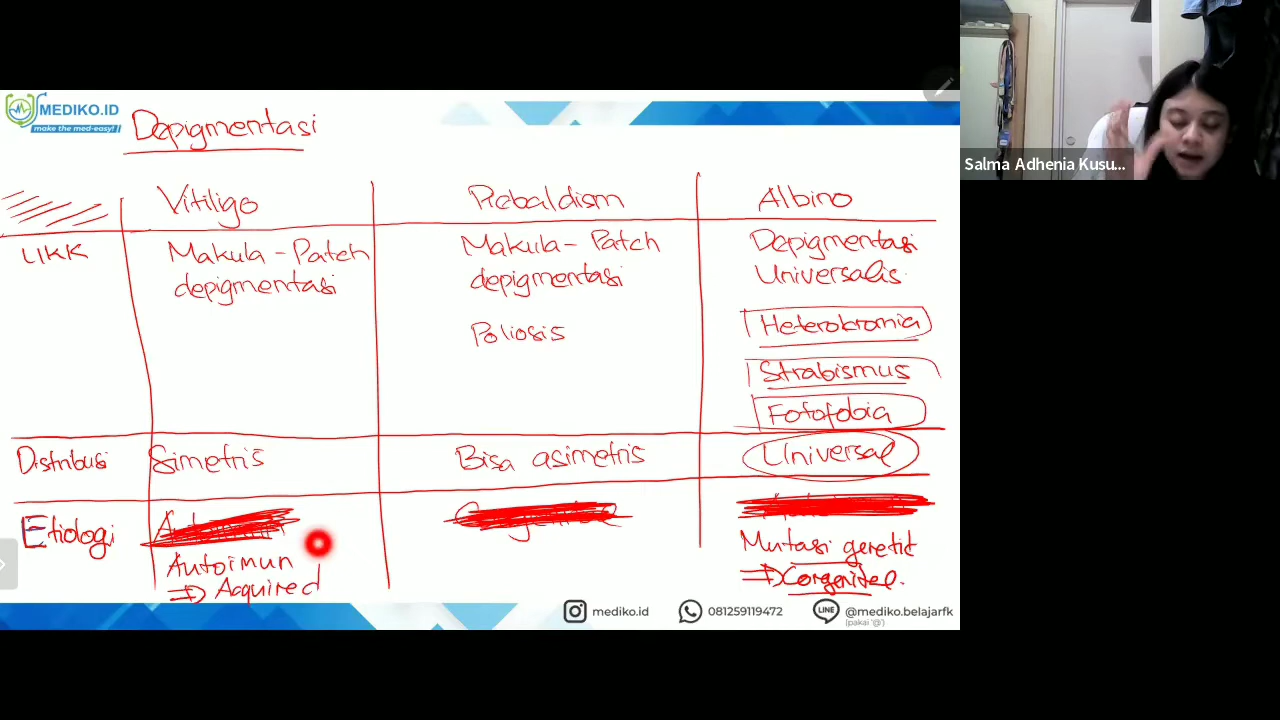 MEDIKO.ID
make the med-easy!
Depigmentasi
Vitiligo
Piebaldism
Albino
UKK
Makula - Patch
depigmentasi
Makula - Patch
depigmentasi
Poliosis
Depigmentasi
Universalis
Heterokromia
Strabismus
Fotofobia
Distribusi
Simetris
Bisa asimetris
Universal
Etiologi
Autoimun
⇒ Acquired
Mutasi genetik
⇒ Congenital.
mediko.id
081259119472
LINE
@mediko.belajarfk
(pakai '@')
Salma Adhenia Kusu...